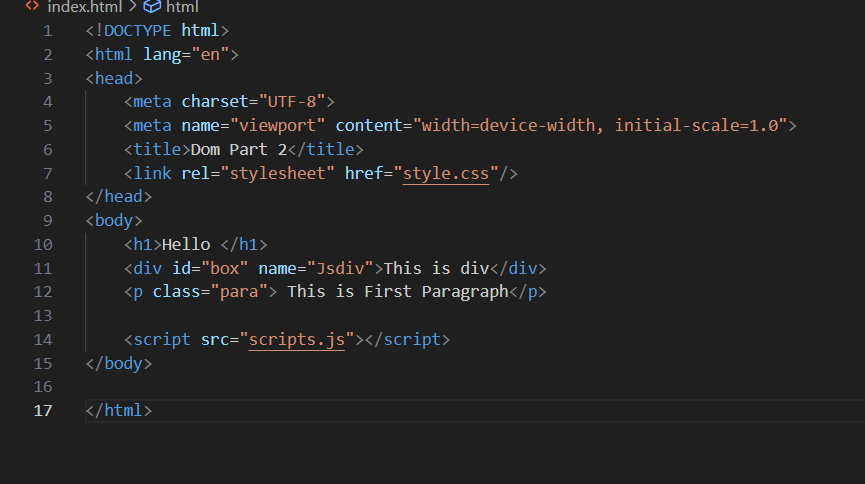 index.html > html
1 <!DOCTYPE html>
2 <html lang="en">
3 <head>
4     <meta charset="UTF-8">
5     <meta name="viewport" content="width=device-width, initial-scale=1.0">
6     <title>Dom Part 2</title>
7     <link rel="stylesheet" href="style.css"/>
8 </head>
9 <body>
10     <h1>Hello </h1>
11     <div id="box" name="Jsdiv">This is div</div>
12     <p class="para"> This is First Paragraph</p>
13
14     <script src="scripts.js"></script>
15 </body>
16
17 </html>